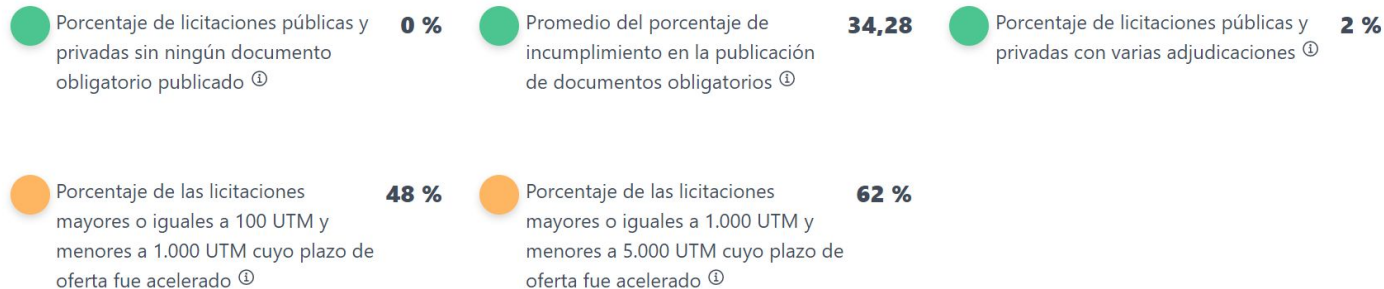 Porcentaje de licitaciones públicas y
privadas sin ningún documento
obligatorio publicado
0 %
Promedio del porcentaje de
incumplimiento en la publicación
de documentos obligatorios
34,28
Porcentaje de licitaciones públicas y
privadas con varias adjudicaciones
2 %
Porcentaje de las licitaciones
mayores o iguales a 100 UTM y
menores a 1.000 UTM cuyo plazo de
oferta fue acelerado
48 %
Porcentaje de las licitaciones
mayores o iguales a 1.000 UTM y
menores a 5.000 UTM cuyo plazo de
oferta fue acelerado
62 %